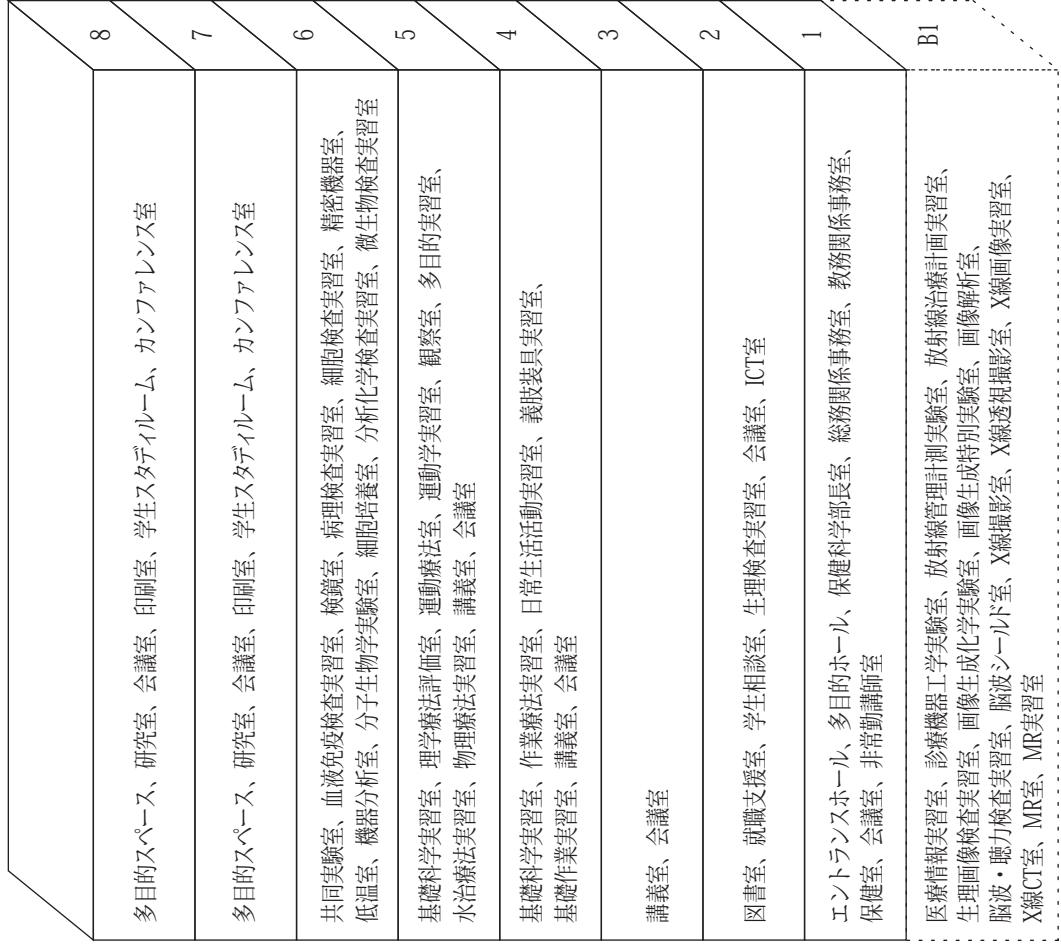 8
多目的スペース、研究室、会議室、印刷室、学生スタディルーム、カンファレンス室
7
多目的スペース、研究室、会議室、印刷室、学生スタディルーム、カンファレンス室
6
共同実験室、血液免疫検査実習室、検鏡室、病理検査実習室、細胞検査実習室、精密機器室、
低温室、機器分析室、分子生物学実験室、細胞培養室、分析化学検査実習室、微生物検査実習室
5
基礎科学実習室、理学療法評価室、運動療法室、運動学実習室、観察室、多目的実習室、
水治療法実習室、物理療法実習室、講義室、会議室
4
基礎科学実習室、作業療法実習室、日常生活活動実習室、義肢装具実習室、
基礎作業実習室、講義室、会議室
3
講義室、会議室
2
図書室、就職支援室、学生相談室、生理検査実習室、会議室、ICT室
1
エントランスホール、多目的ホール、保健科学部長室、総務関係事務室、教務関係事務室、
保健室、会議室、非常勤講師室
B1
医療情報実習室、診療機器工学実験室、放射線管理計測実験室、放射線治療計画実習室、
生理画像検査実習室、画像生成化学実験室、画像生成特別実験室、画像解析室、
脳波・聴力検査実習室、脳波シールド室、X線撮影室、X線透視撮影室、X線画像実習室、
X線CT室、MR室、MR実習室